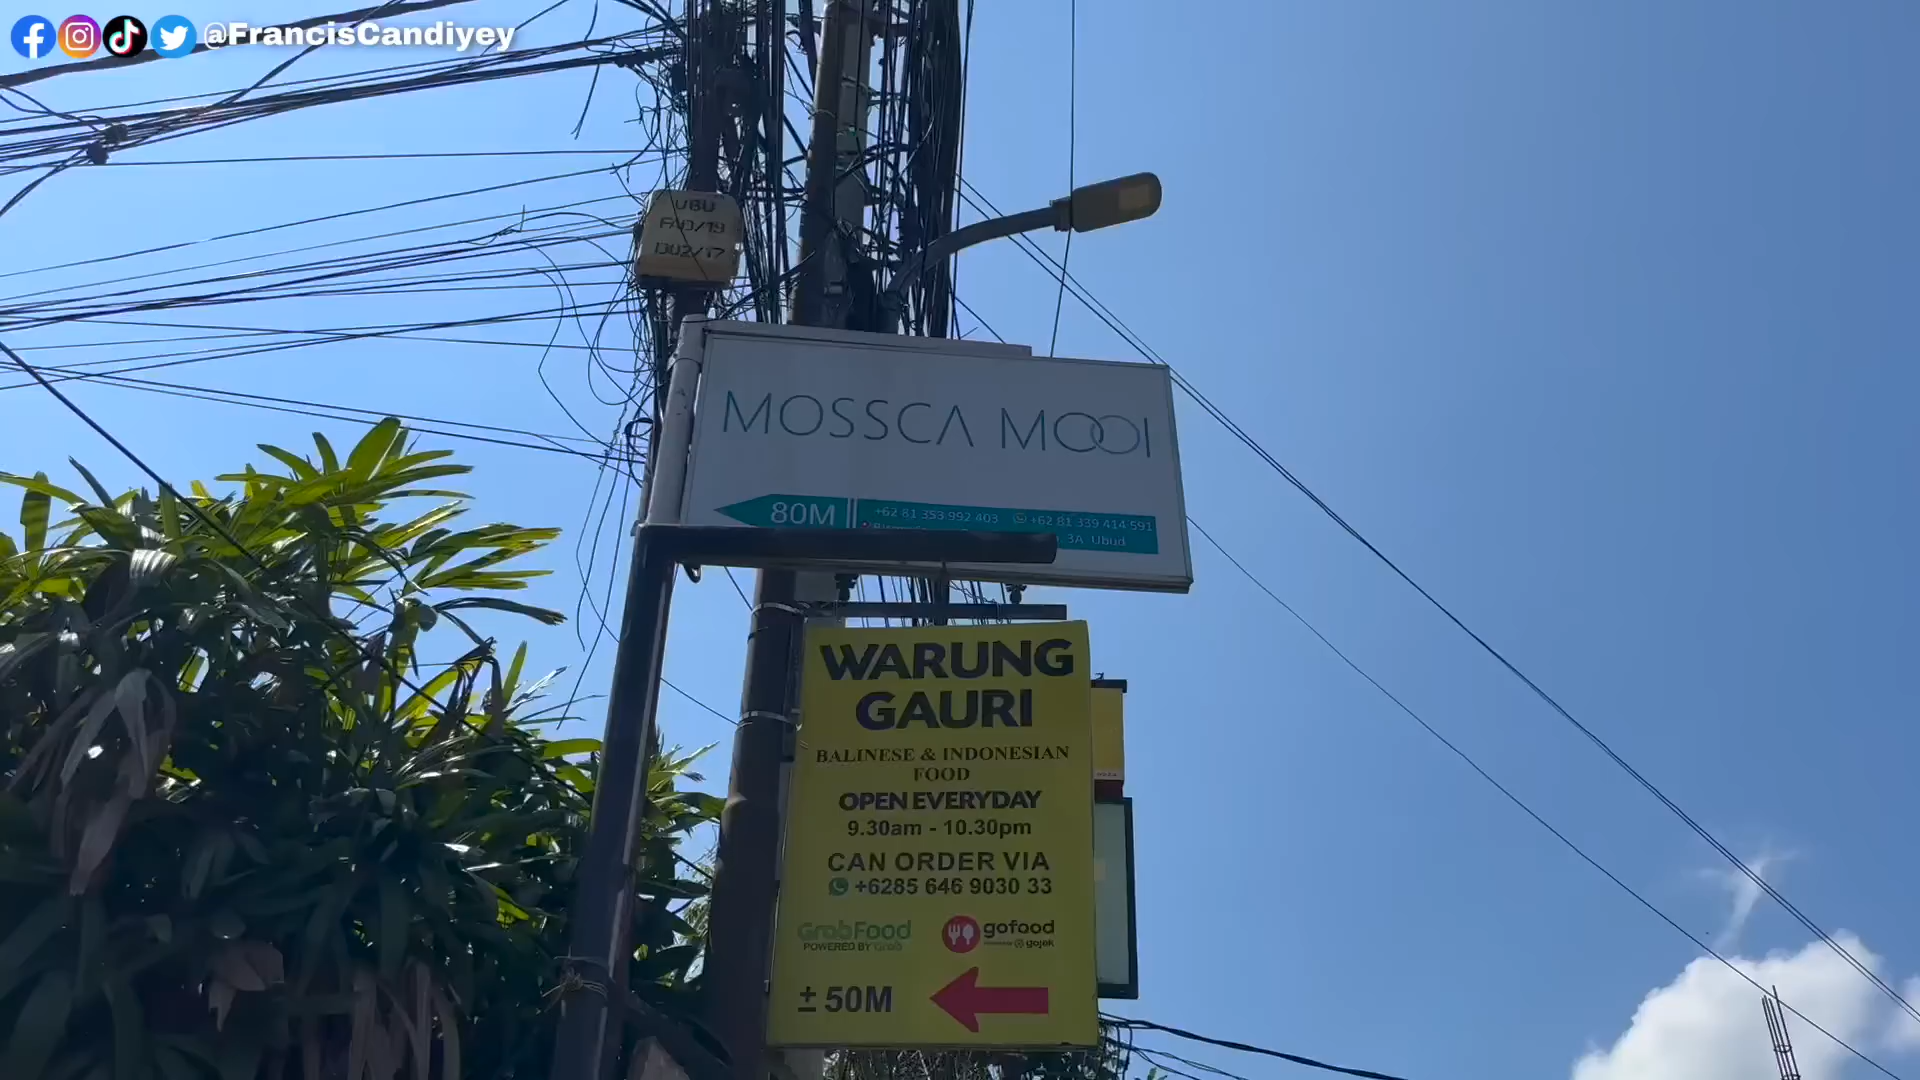 @FrancisCandiyey
UBU
MOSSCA MOOI
80M
+62 81 353 992 403 +62 81 339 414 591
3A Ubud
WARUNG
GAURI
BALINESE & INDONESIAN
FOOD
OPEN EVERYDAY
9.30am - 10.30pm
CAN ORDER VIA
+6285 646 9030 33
GrabFood gofood
POWERED BY Grab gojek
± 50M